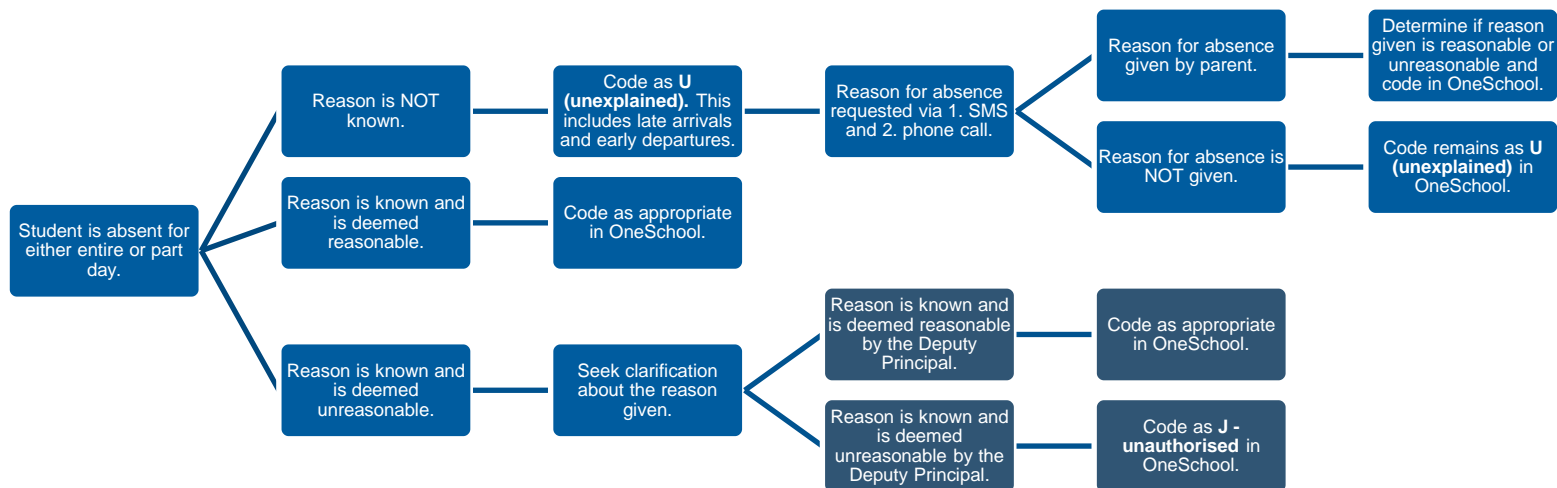 Student is absent for
either entire or part
day.
Reason is NOT
known.
Code as U
(unexplained). This
includes late arrivals
and early departures.
Reason for absence
requested via 1. SMS
and 2. phone call.
Reason for absence
given by parent.
Determine if reason
given is reasonable or
unreasonable and
code in OneSchool.
Reason for absence is
NOT given.
Code remains as U
(unexplained) in
OneSchool.
Reason is known and
is deemed
reasonable.
Code as appropriate
in OneSchool.
Reason is known and
is deemed
unreasonable.
Seek clarification
about the reason
given.
Reason is known and
is deemed reasonable
by the Deputy
Principal.
Code as appropriate
in OneSchool.
Reason is known and
is deemed
unreasonable by the
Deputy Principal.
Code as J -
unauthorised in
OneSchool.